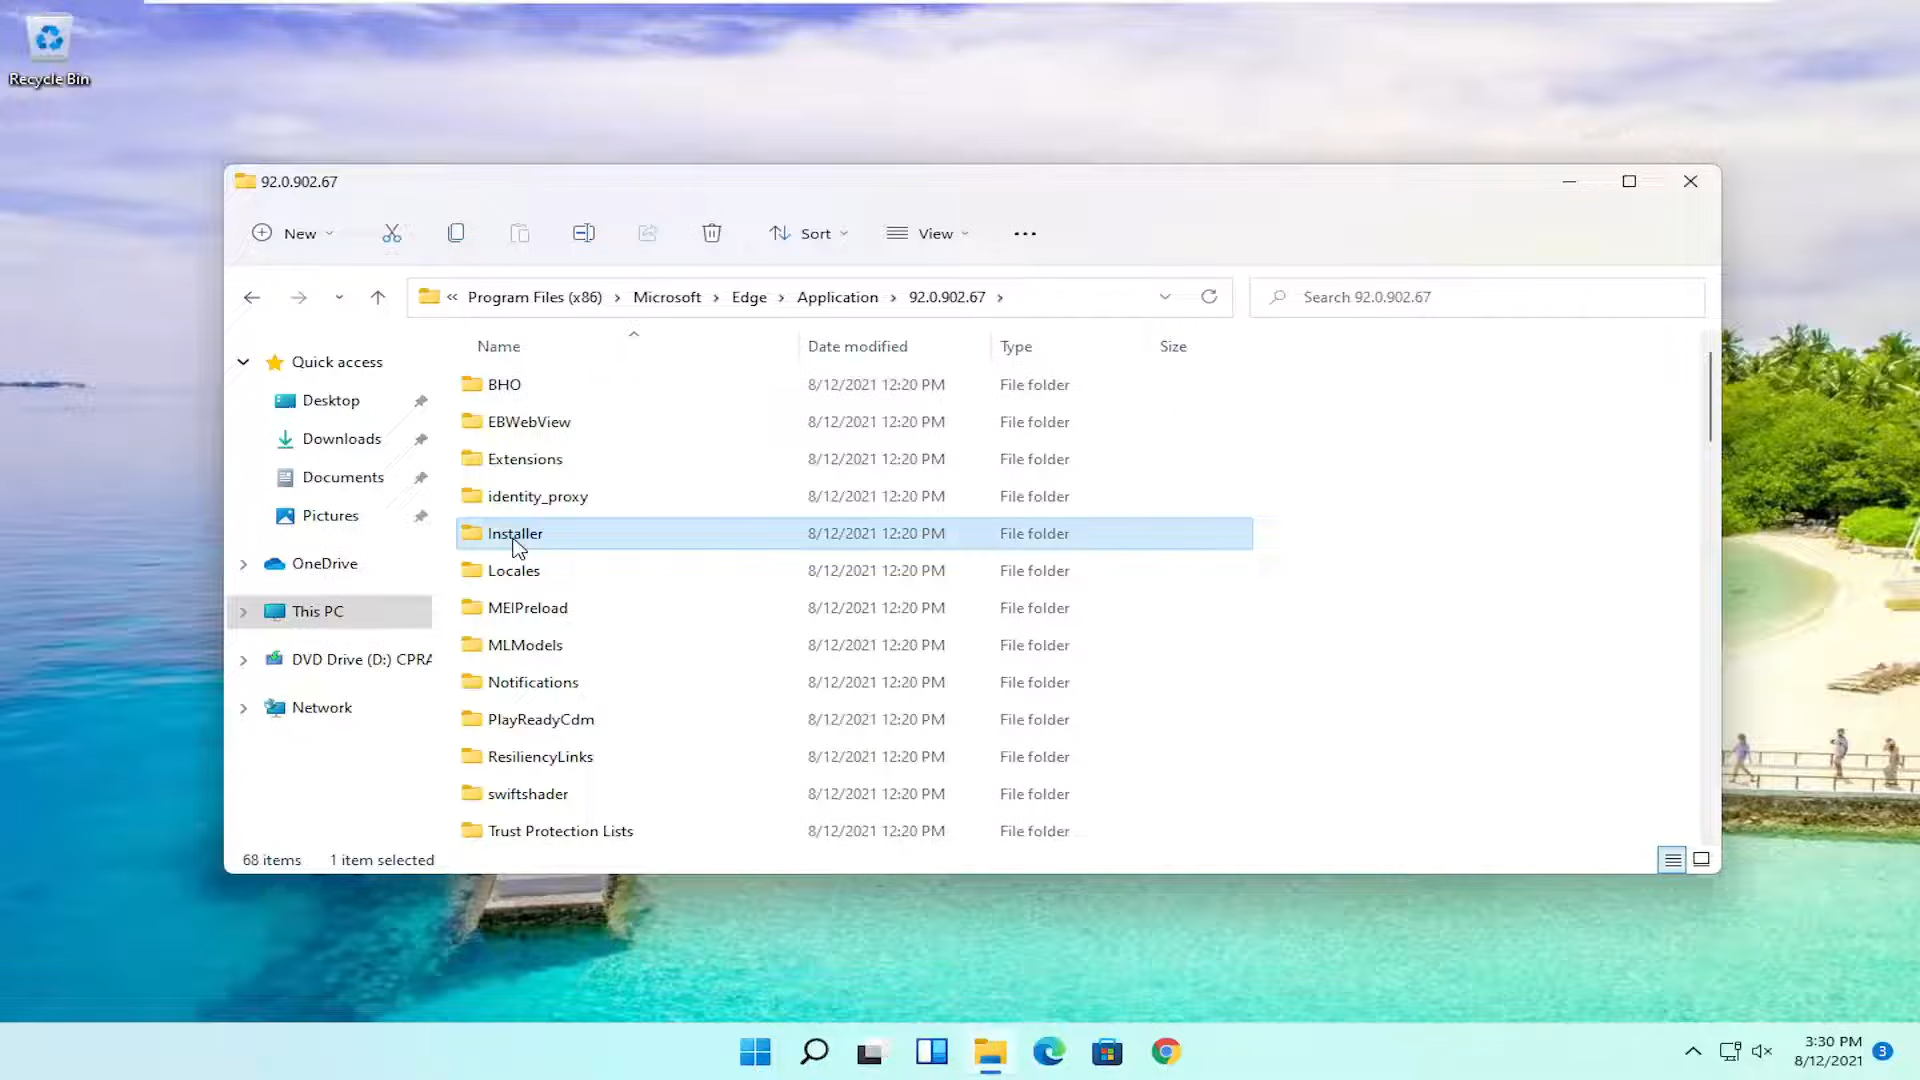 Recycle Bin
92.0.902.67
New
Sort
View
« Program Files (x86) › Microsoft › Edge › Application › 92.0.902.67 ›
Search 92.0.902.67
Name Date modified Type Size
Quick access
Desktop
Downloads
Documents
Pictures
OneDrive
This PC
DVD Drive (D:) CPRA
Network
BHO 8/12/2021 12:20 PM File folder
EBWebView 8/12/2021 12:20 PM File folder
Extensions 8/12/2021 12:20 PM File folder
identity_proxy 8/12/2021 12:20 PM File folder
Installer 8/12/2021 12:20 PM File folder
Locales 8/12/2021 12:20 PM File folder
MEIPreload 8/12/2021 12:20 PM File folder
MLModels 8/12/2021 12:20 PM File folder
Notifications 8/12/2021 12:20 PM File folder
PlayReadyCdm 8/12/2021 12:20 PM File folder
ResiliencyLinks 8/12/2021 12:20 PM File folder
swiftshader 8/12/2021 12:20 PM File folder
Trust Protection Lists 8/12/2021 12:20 PM File folder
68 items 1 item selected
3:30 PM
8/12/2021
3